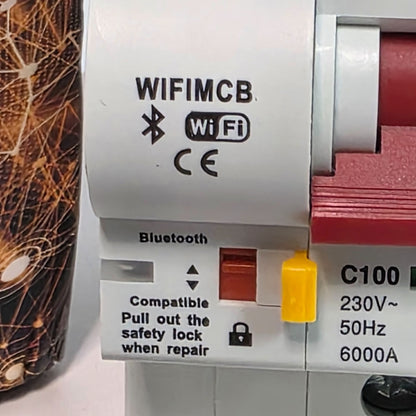 WIFIMCB
WiFi
CE
Bluetooth
Compatible
Pull out the
safety lock
when repair
C100
230V~
50Hz
6000A